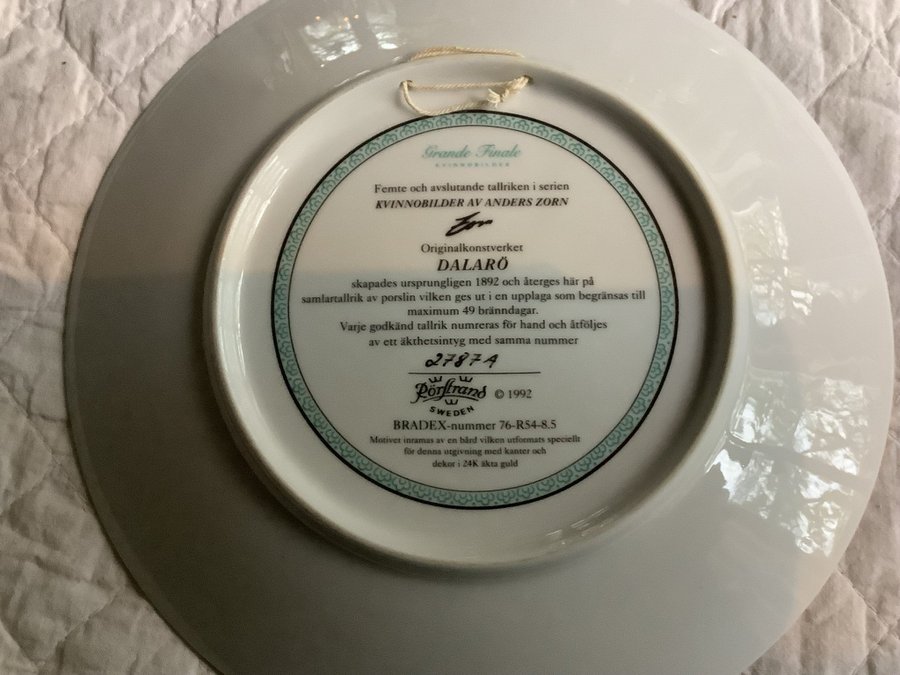 Grande Finale
KVINNOBILDER
Femte och avslutande tallriken i serien
KVINNOBILDER AV ANDERS ZORN
Zorn
Originalkonstverket
DALARÖ
skapades ursprungligen 1892 och återges här på
samlartallrik av porslin vilken ges ut i en upplaga som begränsas till
maximum 49 bränndagar.
Varje godkänd tallrik numreras för hand och åtföljes
av ett äkthetsintyg med samma nummer
2787A
Rörstrand © 1992
SWEDEN
BRADEX-nummer 76-R54-8.5
Motivet inramas av en bård vilken utformats speciellt
för denna utgivning med kanter och
dekor i 24K äkta guld